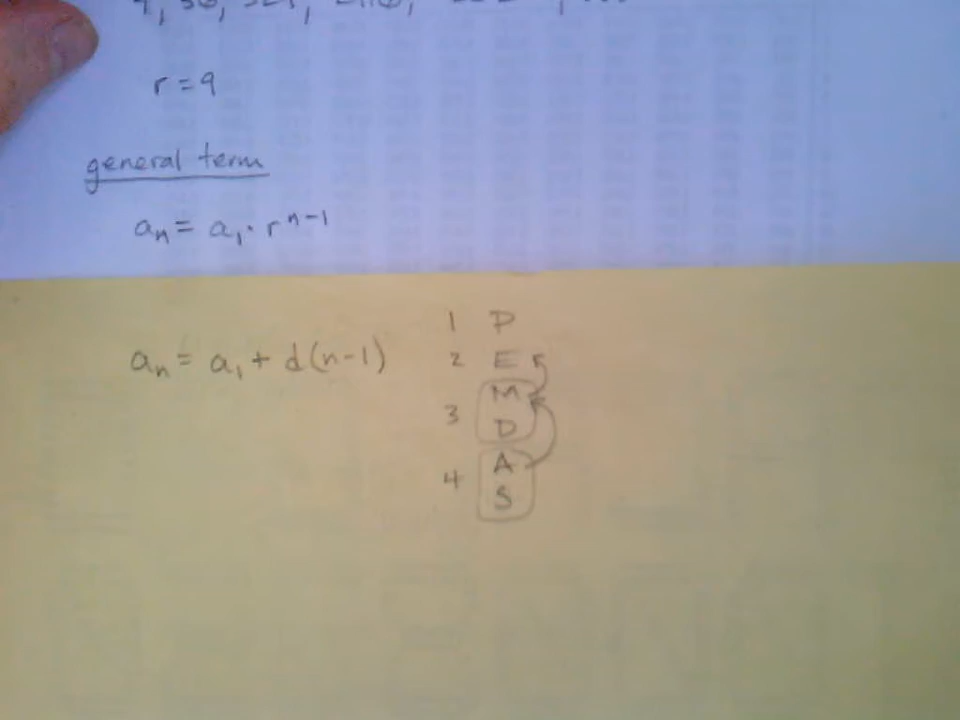 r = 9
general term
aₙ = a₁ · rⁿ⁻¹
aₙ = a₁ + d(n-1)
1 P
2 E
3 M
D
4 A
S